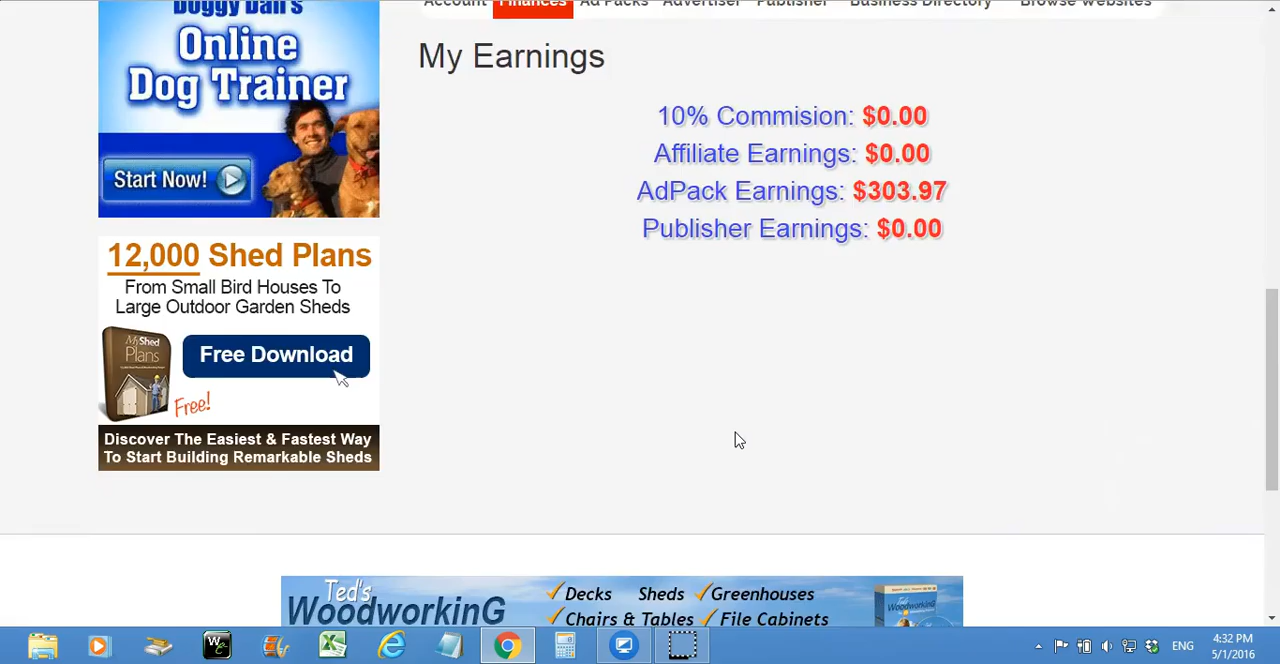 Doggy Dan's
Online
Dog Trainer
Start Now!
12,000 Shed Plans
From Small Bird Houses To
Large Outdoor Garden Sheds
My Shed
Plans
Free Download
Free!
Discover The Easiest & Fastest Way
To Start Building Remarkable Sheds
Account Finances Ad Packs Advertiser Publisher Business Directory Browse Websites
My Earnings
10% Commision: $0.00
Affiliate Earnings: $0.00
AdPack Earnings: $303.97
Publisher Earnings: $0.00
Ted's
WoodworkinG
Decks Sheds Greenhouses
Chairs & Tables File Cabinets
ENG
4:32 PM
5/1/2016